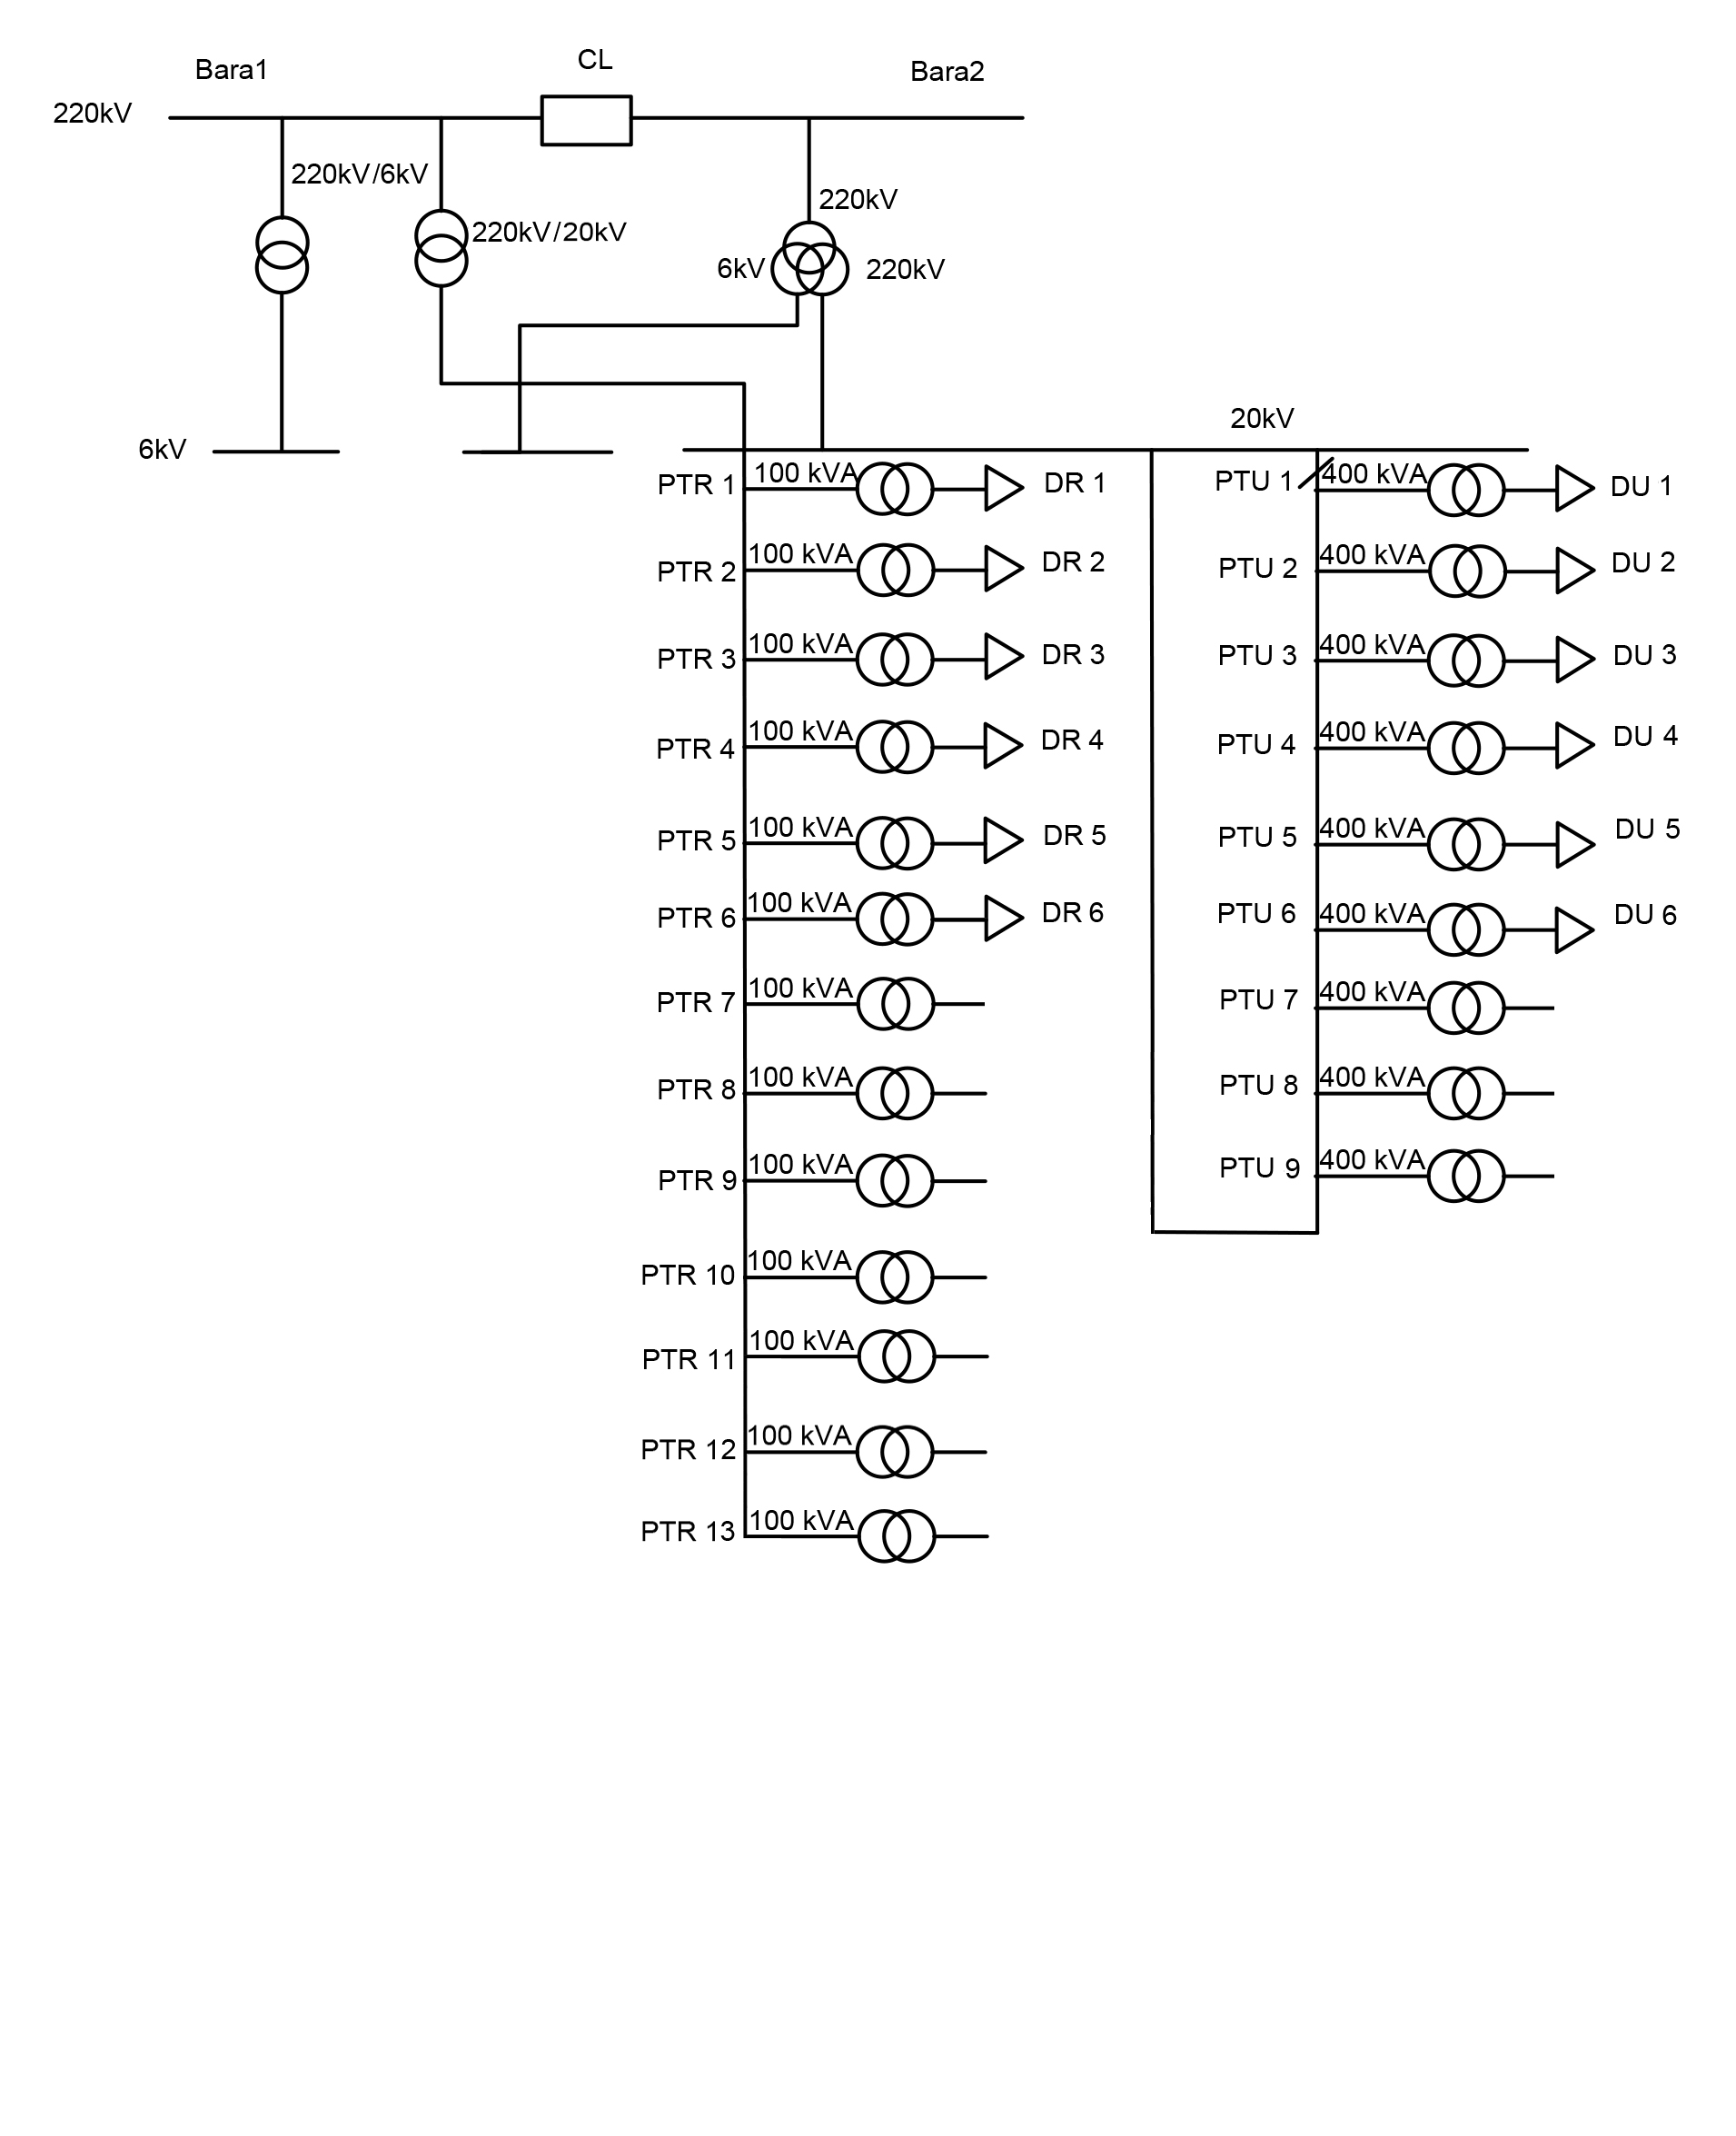 CL
Bara1
Bara2
220kV
220kV/6kV
220kV/20kV
220kV
6kV
220kV
6kV
20kV
PTR 1 100 kVA DR 1
PTU 1 400 kVA DU 1
PTR 2 100 kVA DR 2
PTU 2 400 kVA DU 2
PTR 3 100 kVA DR 3
PTU 3 400 kVA DU 3
PTR 4 100 kVA DR 4
PTU 4 400 kVA DU 4
PTR 5 100 kVA DR 5
PTU 5 400 kVA DU 5
PTR 6 100 kVA DR 6
PTU 6 400 kVA DU 6
PTR 7 100 kVA
PTU 7 400 kVA
PTR 8 100 kVA
PTU 8 400 kVA
PTR 9 100 kVA
PTU 9 400 kVA
PTR 10 100 kVA
PTR 11 100 kVA
PTR 12 100 kVA
PTR 13 100 kVA